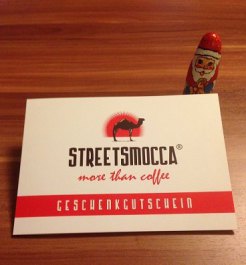 STREETSMOCCA®
more than coffee
GESCHENKGUTSCHEIN